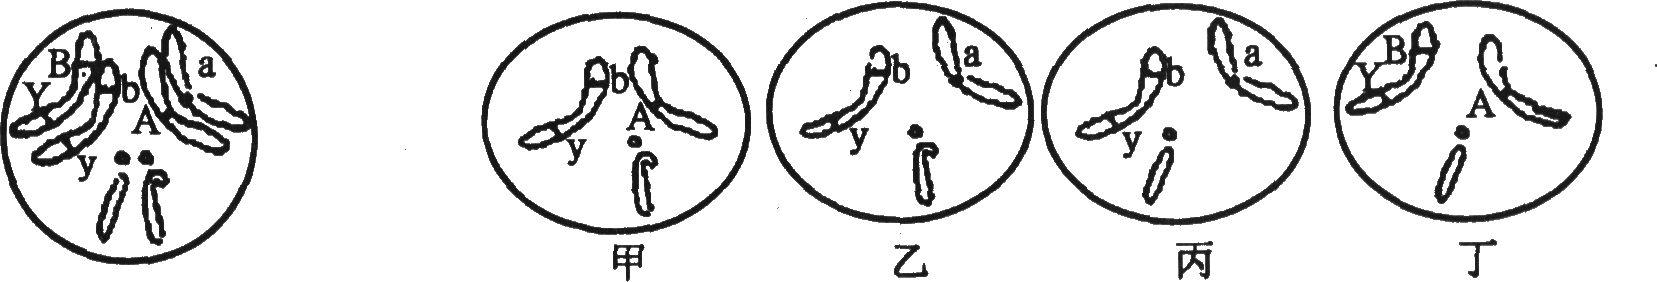 B Y b y A a
b A y
b y a
b y a
B Y A
甲 乙 丙 丁